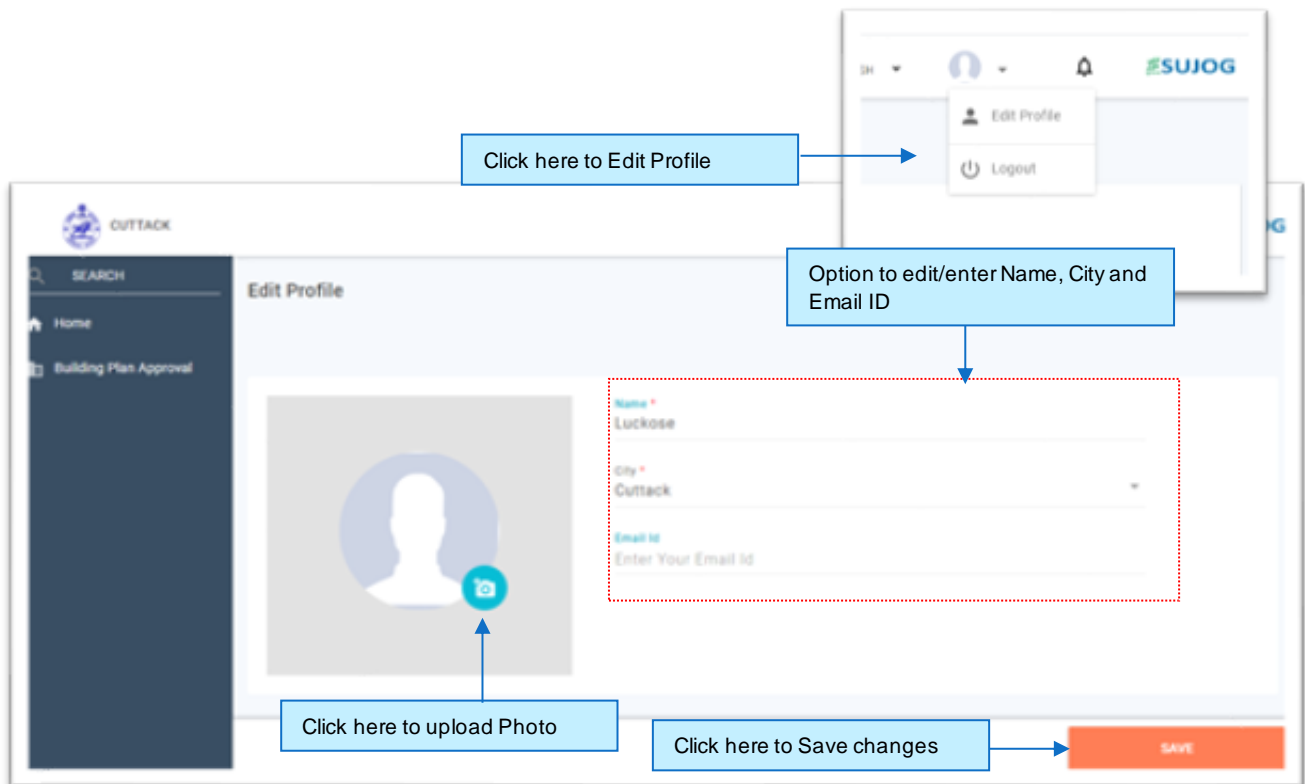 SUJOG
Edit Profile
Click here to Edit Profile
Logout
CUTTACK
G
SEARCH
Option to edit/enter Name, City and
Email ID
Edit Profile
Home
Building Plan Approval
Name *
Luckose
City *
Cuttack
Email Id
Enter Your Email Id
Click here to upload Photo
Click here to Save changes
SAVE